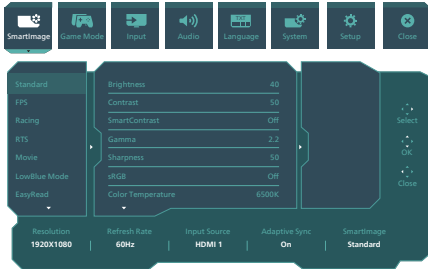 TXT
SmartImage Game Mode Input Audio Language System Setup Close
Standard Brightness 40
FPS Contrast 50
Racing SmartContrast Off
RTS Gamma 2.2
Movie Sharpness 50
LowBlue Mode sRGB Off
EasyRead Color Temperature 6500K
Select
OK
Close
Resolution Refresh Rate Input Source Adaptive Sync SmartImage
1920X1080 60Hz HDMI 1 On Standard